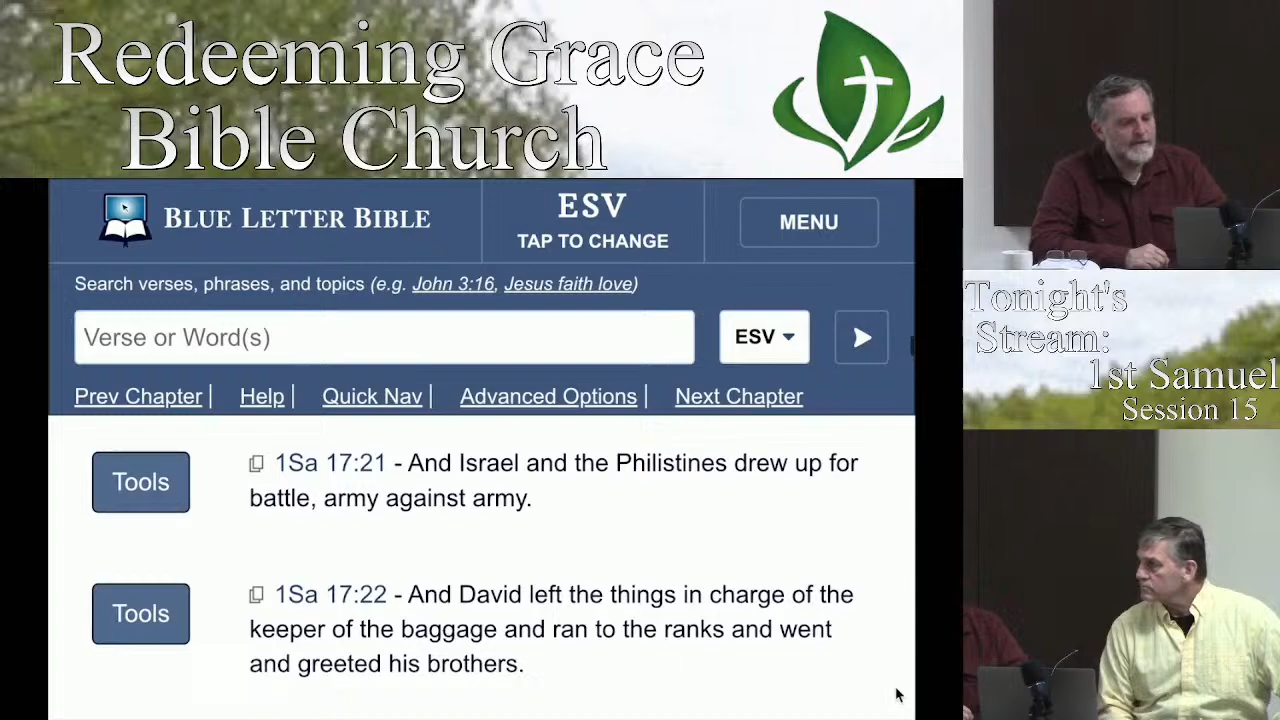 Redeeming Grace
Bible Church
BLUE LETTER BIBLE
ESV
TAP TO CHANGE
MENU
Search verses, phrases, and topics (e.g. John 3:16, Jesus faith love)
Verse or Word(s)
ESV
Prev Chapter | Help | Quick Nav | Advanced Options | Next Chapter
Tools
1Sa 17:21 - And Israel and the Philistines drew up for
battle, army against army.
Tools
1Sa 17:22 - And David left the things in charge of the
keeper of the baggage and ran to the ranks and went
and greeted his brothers.
Tonight's
Stream:
1st Samuel
Session 15